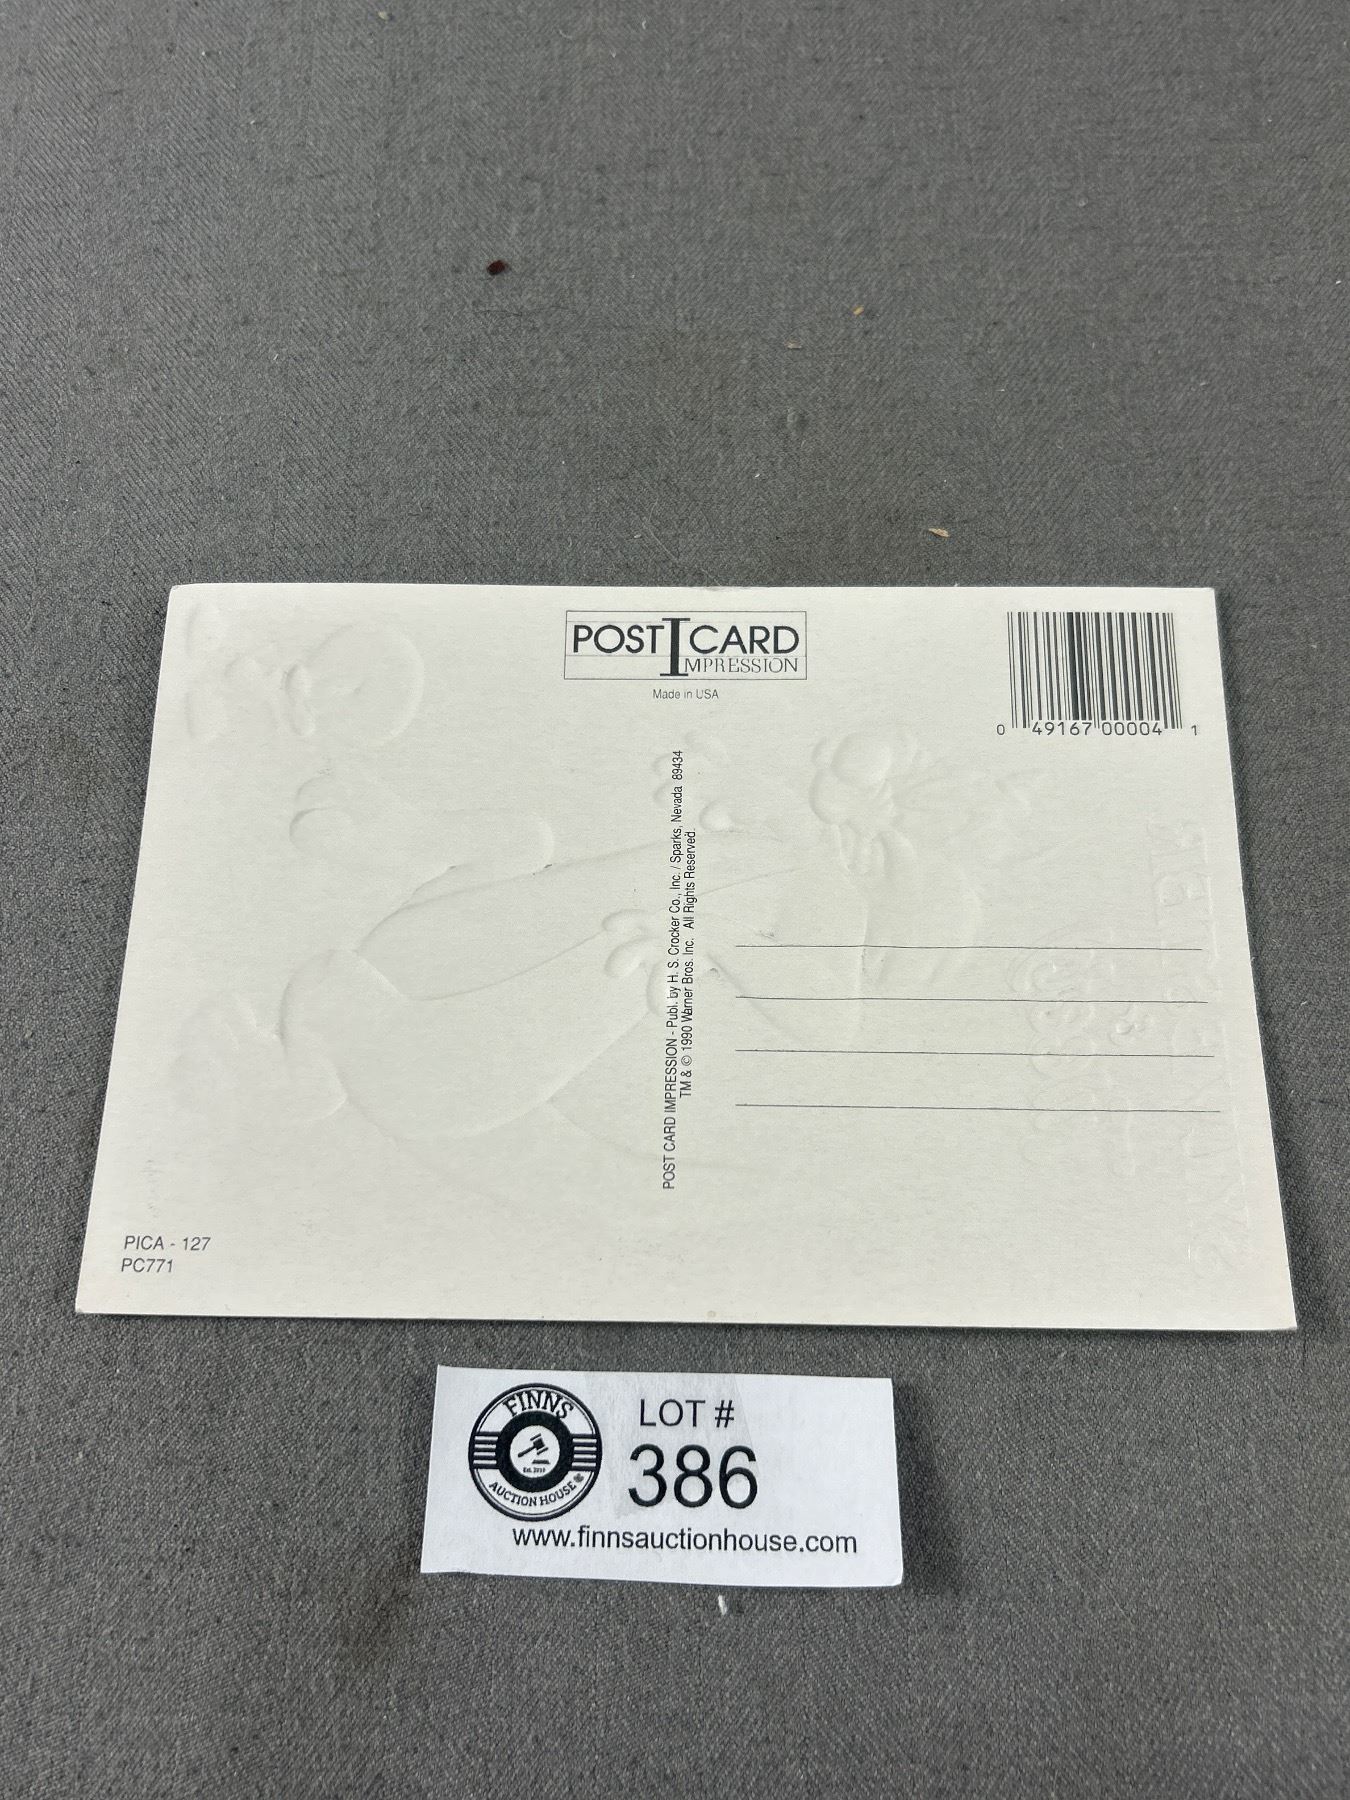 POST CARD
IMPRESSION
Made in USA
0 49167 00004 1
POST CARD IMPRESSION - Publ. by H. S. Crocker Co., Inc. / Sparks, Nevada 89434
TM & © 1990 Warner Bros. Inc. All Rights Reserved.
PICA - 127
PC771
FINNS
AUCTION HOUSE
LOT #
386
www.finnsauctionhouse.com